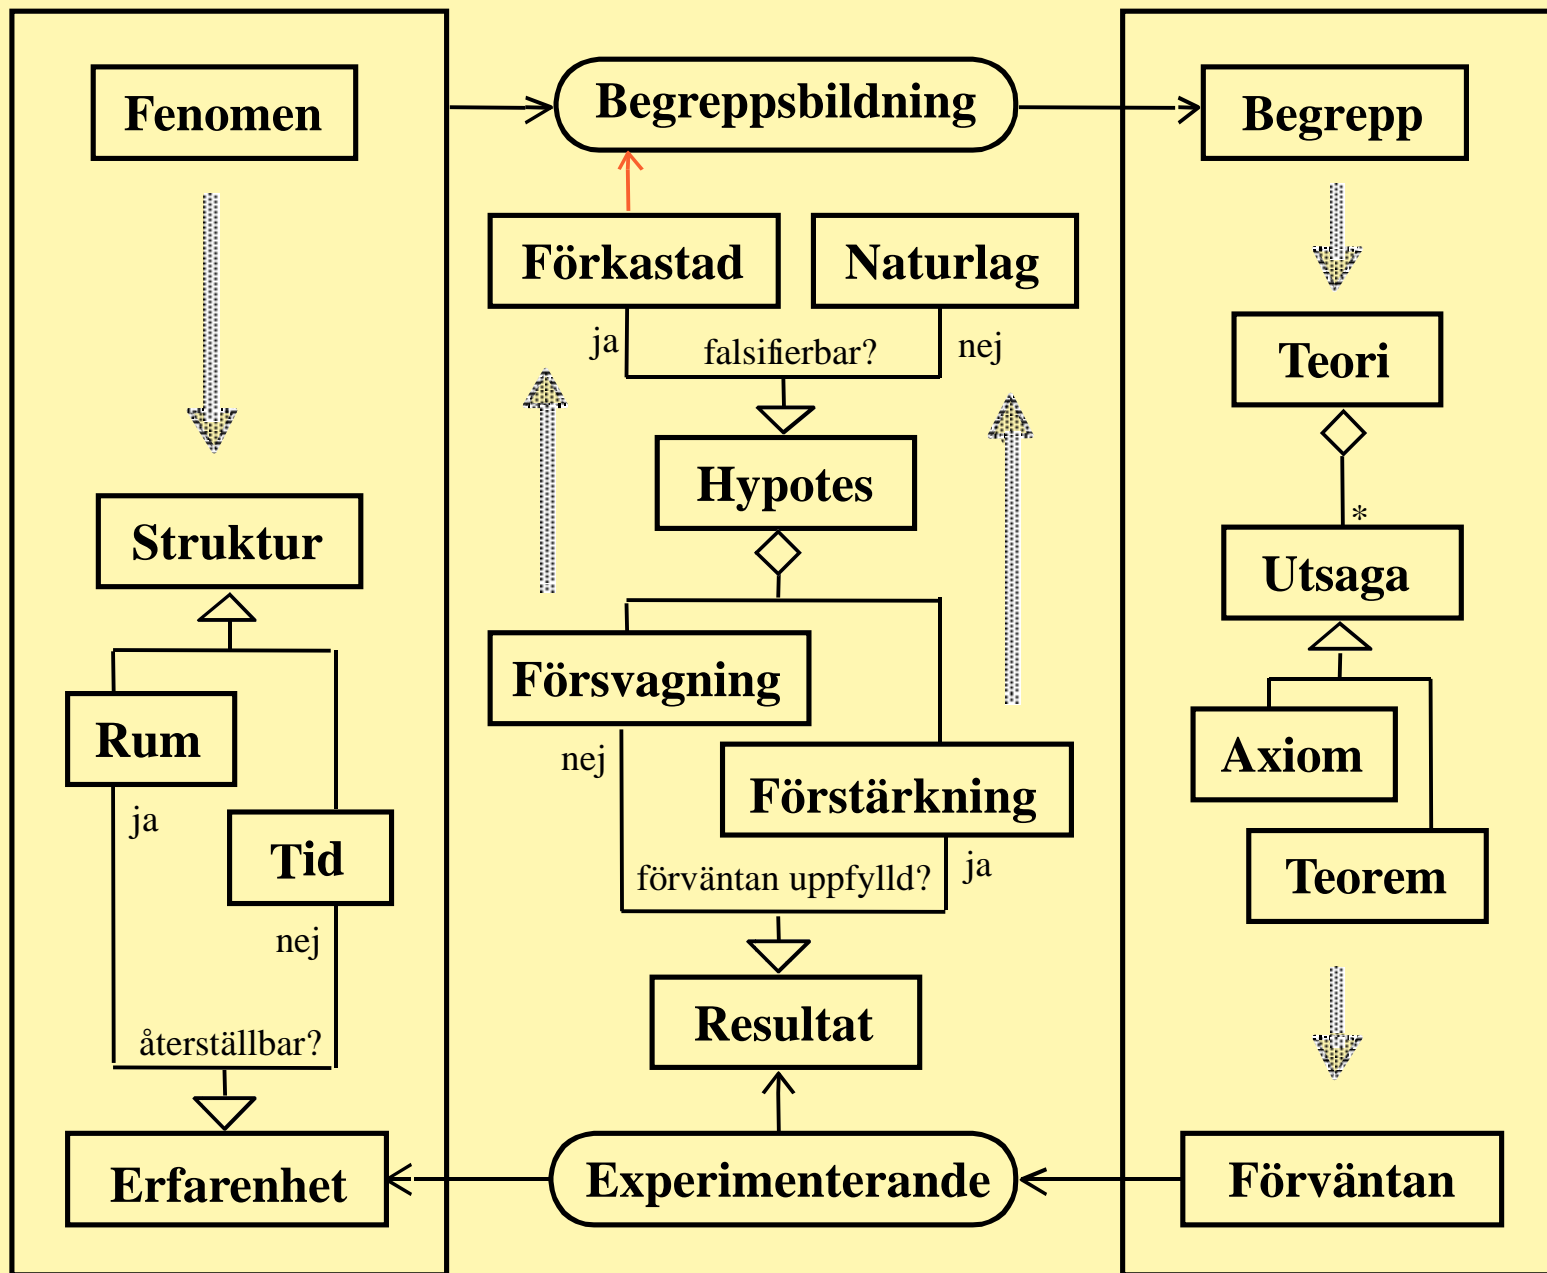 Fenomen
Begreppsbildning
Begrepp
Förkastad
Naturlag
ja
falsifierbar?
nej
Teori
Hypotes
*
Struktur
Utsaga
Försvagning
Rum
nej
Axiom
Förstärkning
ja
Tid
förväntan uppfylld?
ja
Teorem
nej
Resultat
återställbar?
Erfarenhet
Experimenterande
Förväntan